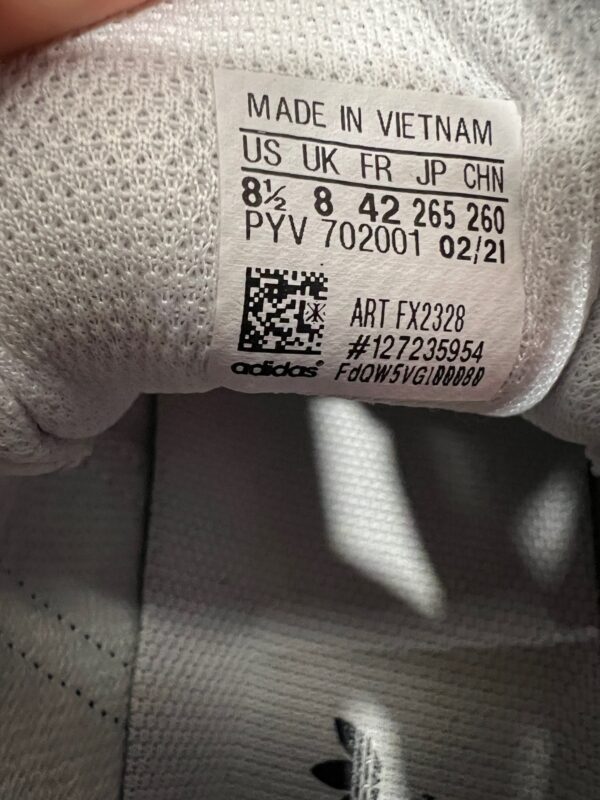 MADE IN VIETNAM
US UK FR JP CHN
8½ 8 42 265 260
PYV 702001 02/21
ART FX2328
#127235954
adidas®